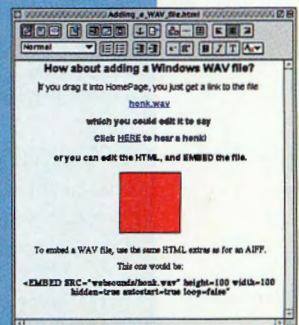 Adding_a_WAV_file.html
Normal
How about adding a Windows WAV file?
If you drag it into HomePage, you just get a link to the file
honk.wav
which you could edit it to say
Click HERE to hear a honk!
or you can edit the HTML, and EMBED the file.
To embed a WAV file, use the same HTML extras as for an AIFF.
This one would be:
<EMBED SRC="websounds/honk.wav" height=100 width=100
hidden=true autostart=true loop=false"